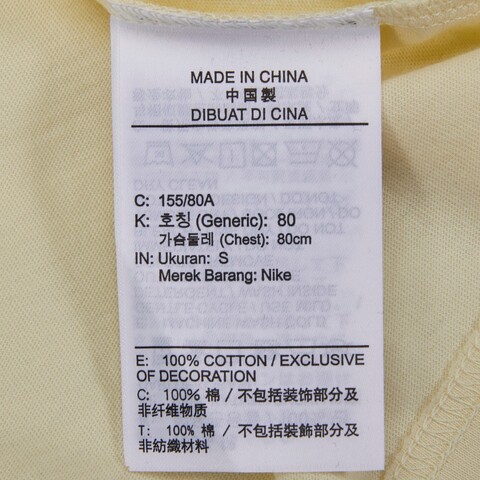 MADE IN CHINA
中国製
DIBUAT DI CINA
C: 155/80A
K: 호칭 (Generic): 80
가슴둘레 (Chest): 80cm
IN: Ukuran: S
Merek Barang: Nike
E: 100% COTTON / EXCLUSIVE
OF DECORATION
C: 100% 棉 / 不包括装饰部分及
非纤维物质
T: 100% 棉 / 不包括裝飾部分及
非紡織材料